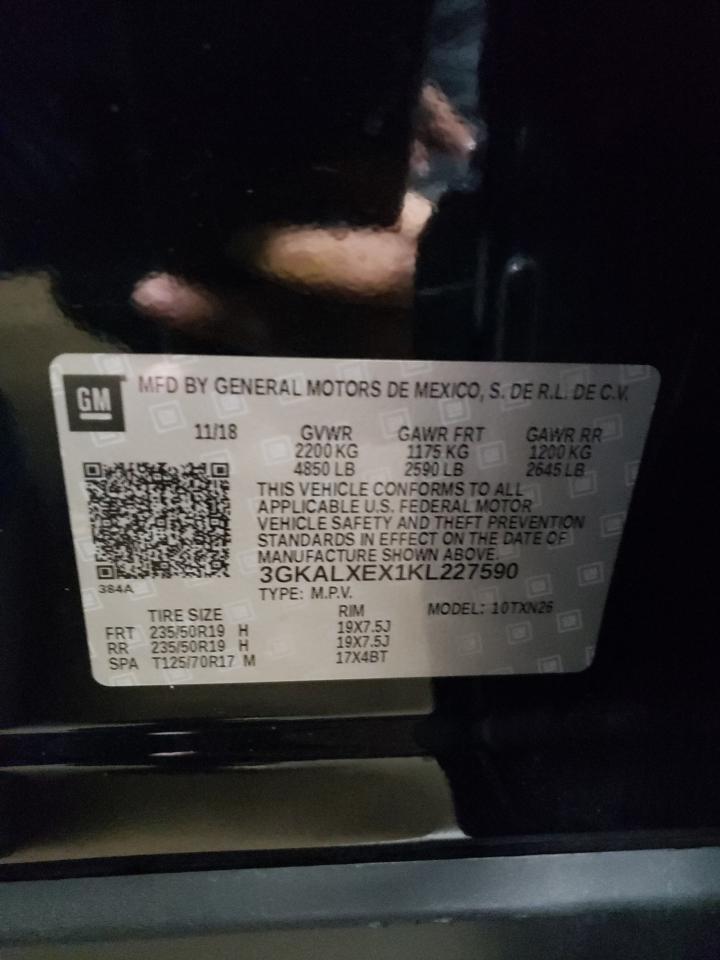 GM MFD BY GENERAL MOTORS DE MEXICO, S. DE R.L. DE C.V.
11/18 GVWR GAWR FRT GAWR RR
2200 KG 1175 KG 1200 KG
4850 LB 2590 LB 2645 LB
THIS VEHICLE CONFORMS TO ALL
APPLICABLE U.S. FEDERAL MOTOR
VEHICLE SAFETY AND THEFT PREVENTION
STANDARDS IN EFFECT ON THE DATE OF
MANUFACTURE SHOWN ABOVE.
3GKALXEX1KL227590
384A
TYPE: M.P.V.
TIRE SIZE RIM MODEL: 10TXN26
FRT 235/50R19 H 19X7.5J
RR 235/50R19 H 19X7.5J
SPA T125/70R17 M 17X4BT